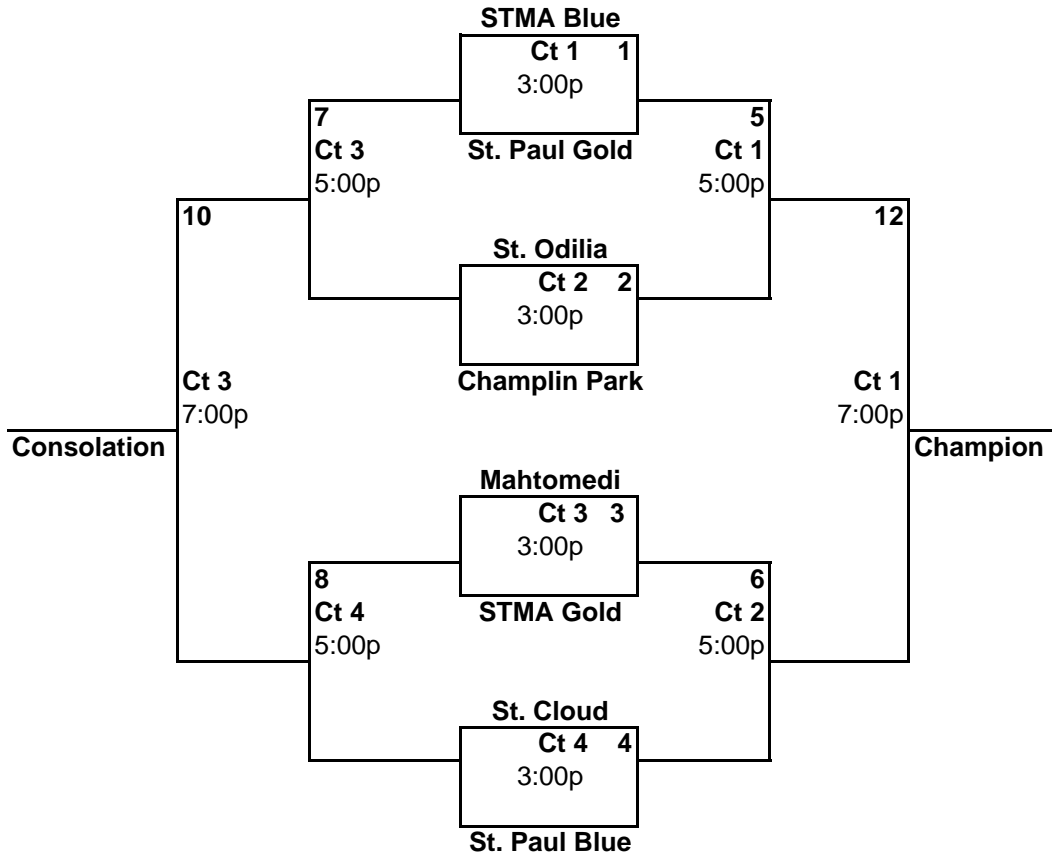 STMA Blue
Ct 1 1
3:00p
7
5
Ct 3
St. Paul Gold
Ct 1
5:00p
5:00p
10
12
St. Odilia
Ct 2 2
3:00p
Ct 3
Champlin Park
Ct 1
7:00p
7:00p
Consolation
Champion
Mahtomedi
Ct 3 3
3:00p
8
6
Ct 4
STMA Gold
Ct 2
5:00p
5:00p
St. Cloud
Ct 4 4
3:00p
St. Paul Blue